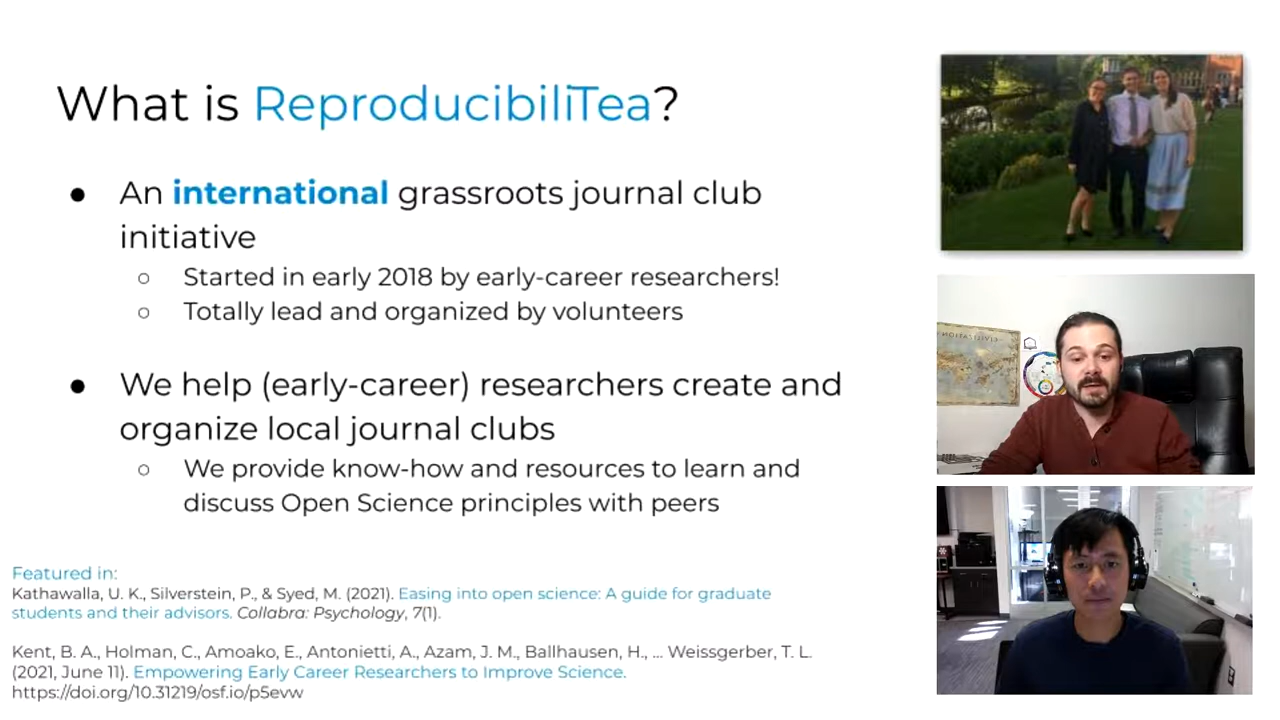 What is ReproducibiliTea?
● An international grassroots journal club
initiative
○ Started in early 2018 by early-career researchers!
○ Totally lead and organized by volunteers
● We help (early-career) researchers create and
organize local journal clubs
○ We provide know-how and resources to learn and
discuss Open Science principles with peers
Featured in:
Kathawalla, U. K., Silverstein, P., & Syed, M. (2021). Easing into open science: A guide for graduate
students and their advisors. Collabra: Psychology, 7(1).
Kent, B. A., Holman, C., Amoako, E., Antonietti, A., Azam, J. M., Ballhausen, H., ... Weissgerber, T. L.
(2021, June 11). Empowering Early Career Researchers to Improve Science.
https://doi.org/10.31219/osf.io/p5evw
CIVILIZATION